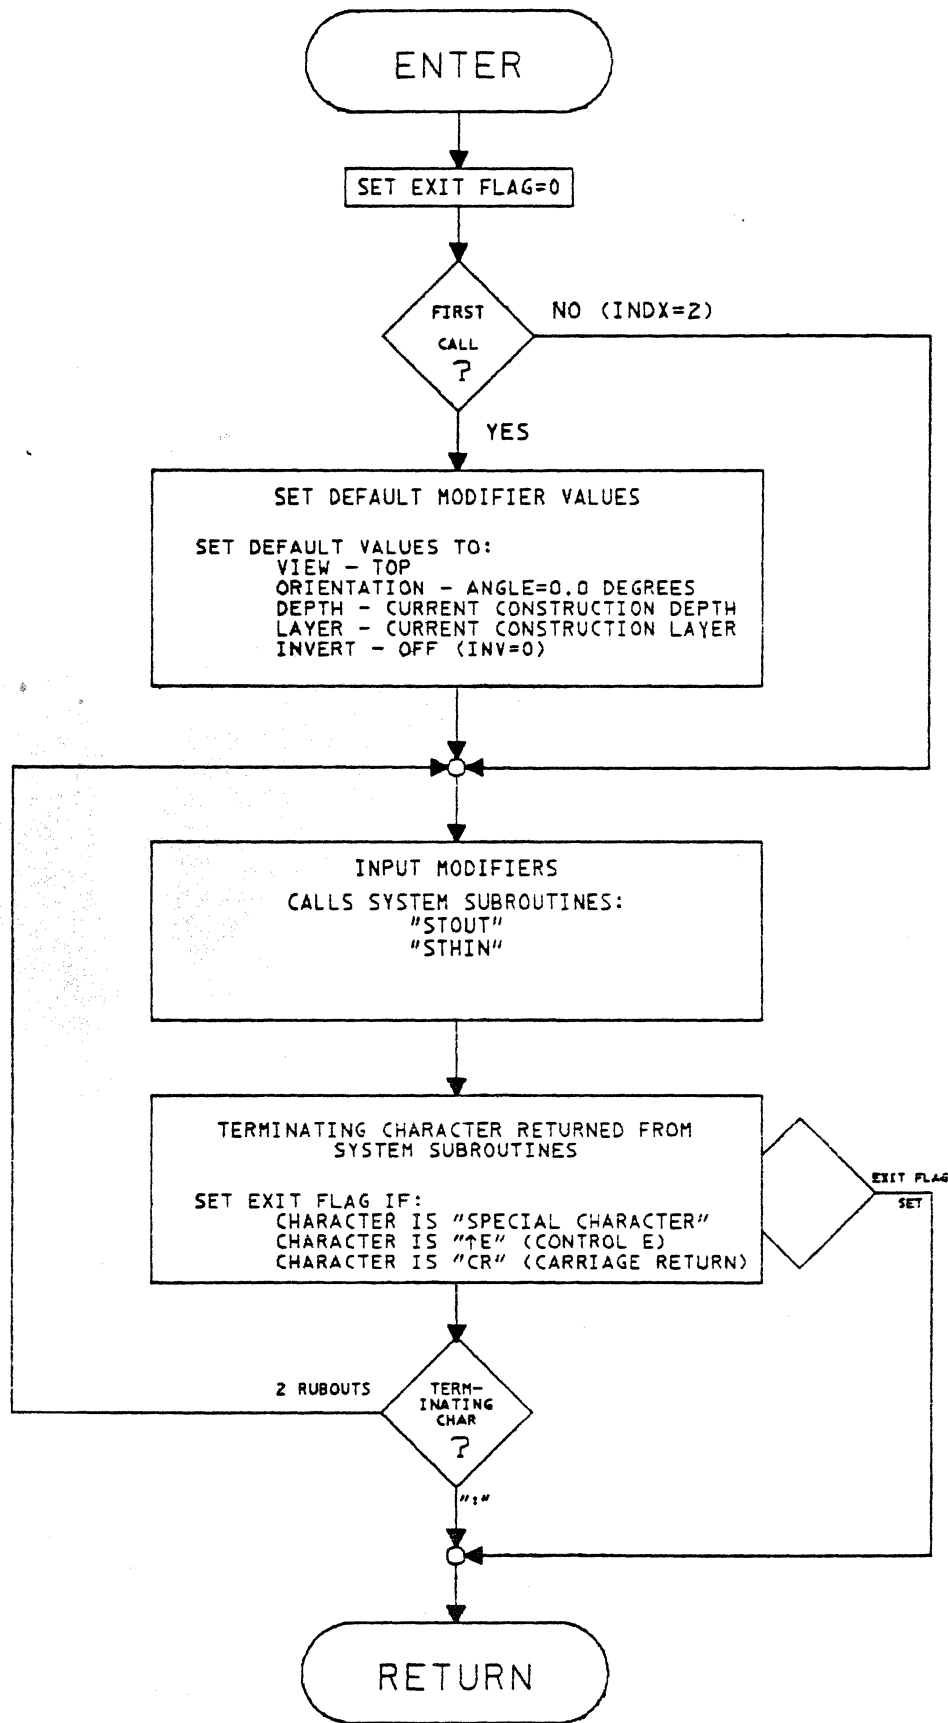 ENTER
SET EXIT FLAG=0
FIRST
CALL
?
NO (INDX=2)
YES
SET DEFAULT MODIFIER VALUES
SET DEFAULT VALUES TO:
VIEW - TOP
ORIENTATION - ANGLE=0.0 DEGREES
DEPTH - CURRENT CONSTRUCTION DEPTH
LAYER - CURRENT CONSTRUCTION LAYER
INVERT - OFF (INV=0)
INPUT MODIFIERS
CALLS SYSTEM SUBROUTINES:
"STOUT"
"STHIN"
TERMINATING CHARACTER RETURNED FROM
SYSTEM SUBROUTINES
SET EXIT FLAG IF:
CHARACTER IS "SPECIAL CHARACTER"
CHARACTER IS "↑E" (CONTROL E)
CHARACTER IS "CR" (CARRIAGE RETURN)
EXIT FLAG
SET
2 RUBOUTS
TERM-
INATING
CHAR
?
":"
RETURN